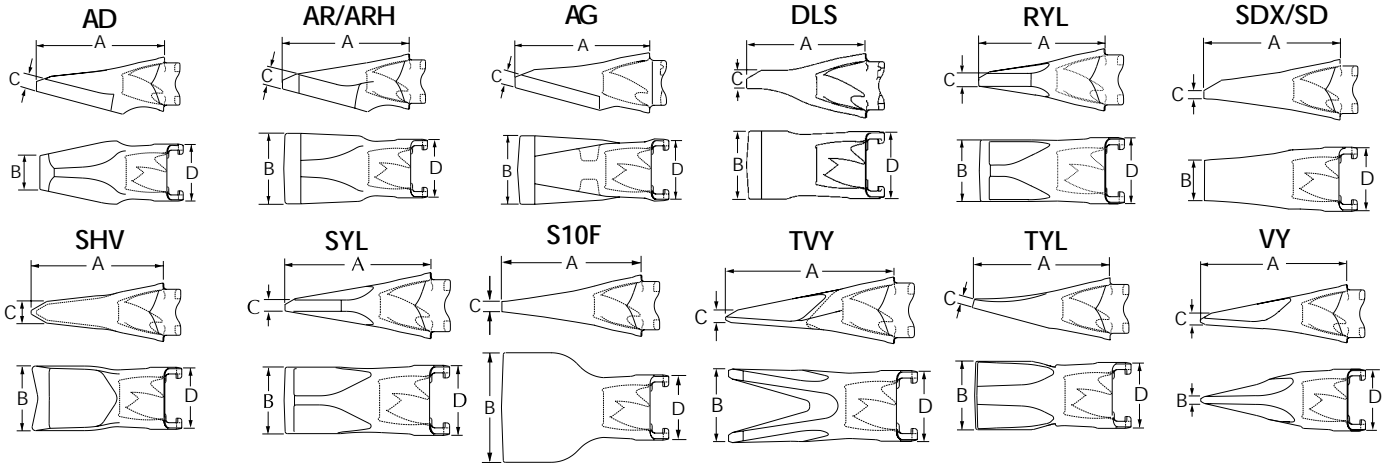 AD AR/ARH AG DLS RYL SDX/SD
A A A A A A
C C C C C C
B D B D B D B D B D B D
SHV SYL S10F TVY TYL VY
A A A A A A
C C C C C C
B D B D B D B D B D B D